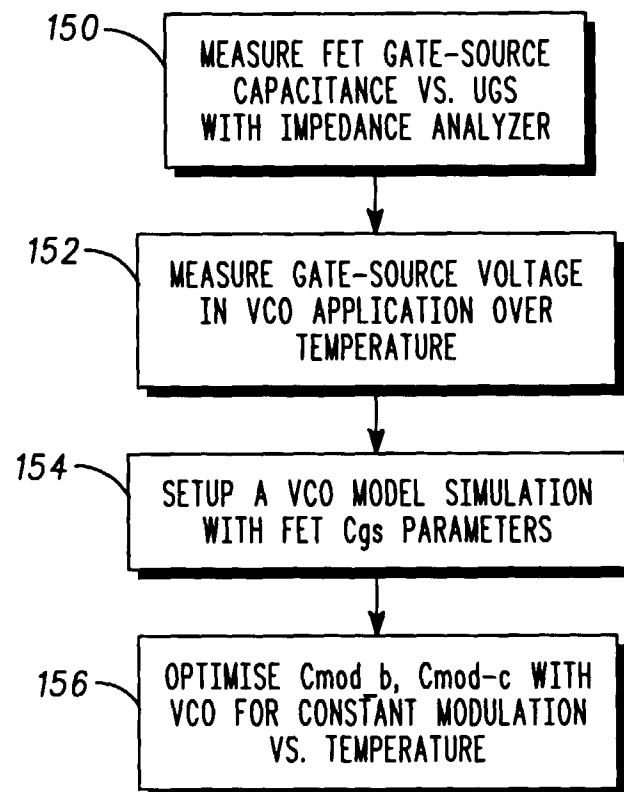 150
MEASURE FET GATE-SOURCE
CAPACITANCE VS. UGS
WITH IMPEDANCE ANALYZER
152
MEASURE GATE-SOURCE VOLTAGE
IN VCO APPLICATION OVER
TEMPERATURE
154
SETUP A VCO MODEL SIMULATION
WITH FET Cgs PARAMETERS
156
OPTIMISE Cmod_b, Cmod-c WITH
VCO FOR CONSTANT MODULATION
VS. TEMPERATURE